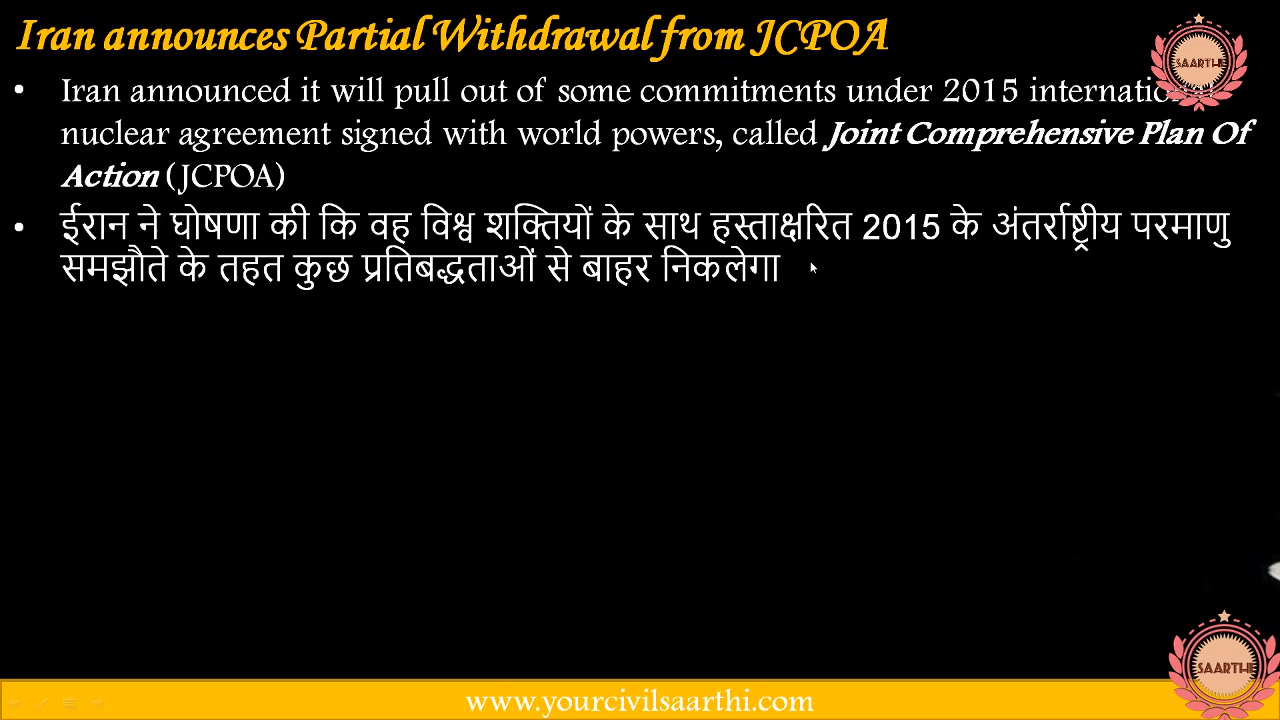 Iran announces Partial Withdrawal from JCPOA
SAARTHI
• Iran announced it will pull out of some commitments under 2015
nuclear agreement signed with world powers, called Joint Comprehensive Plan Of
Action (JCPOA)
• ईरान ने घोषणा की कि वह विश्व शक्तियों के साथ हस्ताक्षरित 2015 के अंतर्राष्ट्रीय परमाणु
समझौते के तहत कुछ प्रतिबद्धताओं से बाहर निकलेगा
SAARTHI
www.yourcivilsaarthi.com